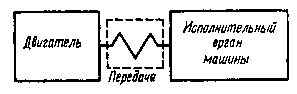 Двигатель
Передача
Исполнительный
орган
машины